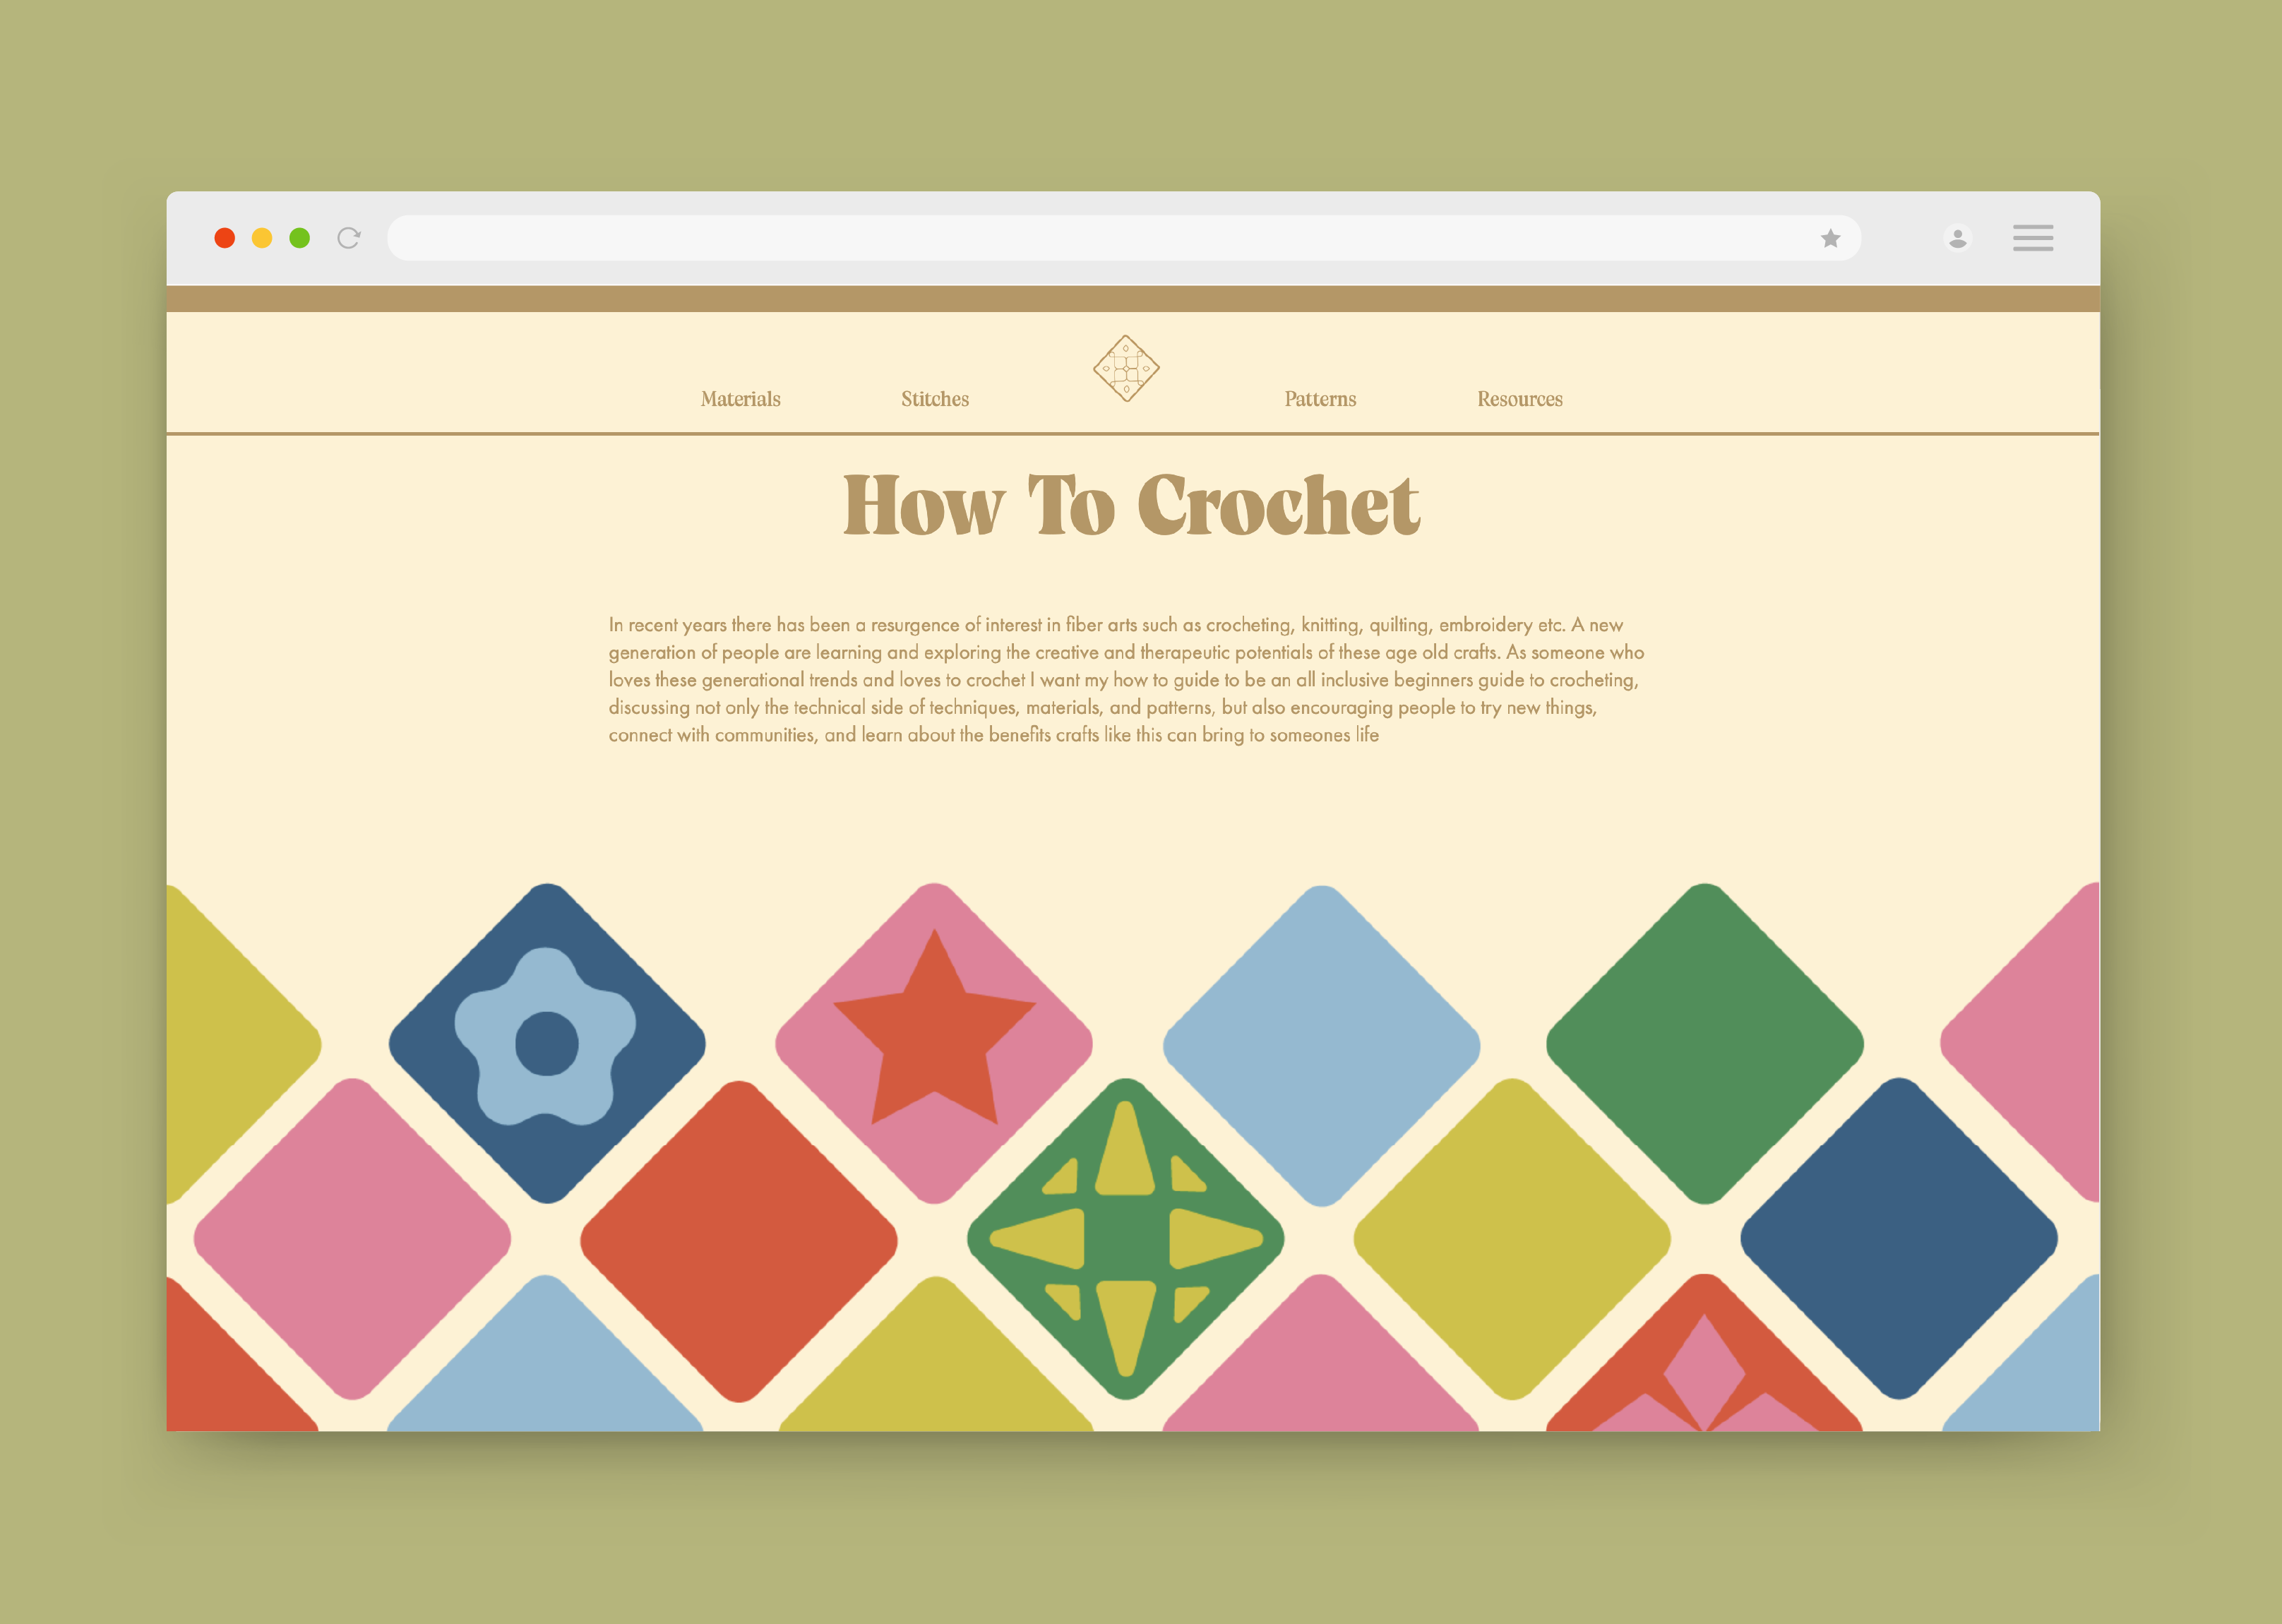 Materials
Stitches
Patterns
Resources
How To Crochet
In recent years there has been a resurgence of interest in fiber arts such as crocheting, knitting, quilting, embroidery etc. A new
generation of people are learning and exploring the creative and therapeutic potentials of these age old crafts. As someone who
loves these generational trends and loves to crochet I want my how to guide to be an all inclusive beginners guide to crocheting,
discussing not only the technical side of techniques, materials, and patterns, but also encouraging people to try new things,
connect with communities, and learn about the benefits crafts like this can bring to someones life